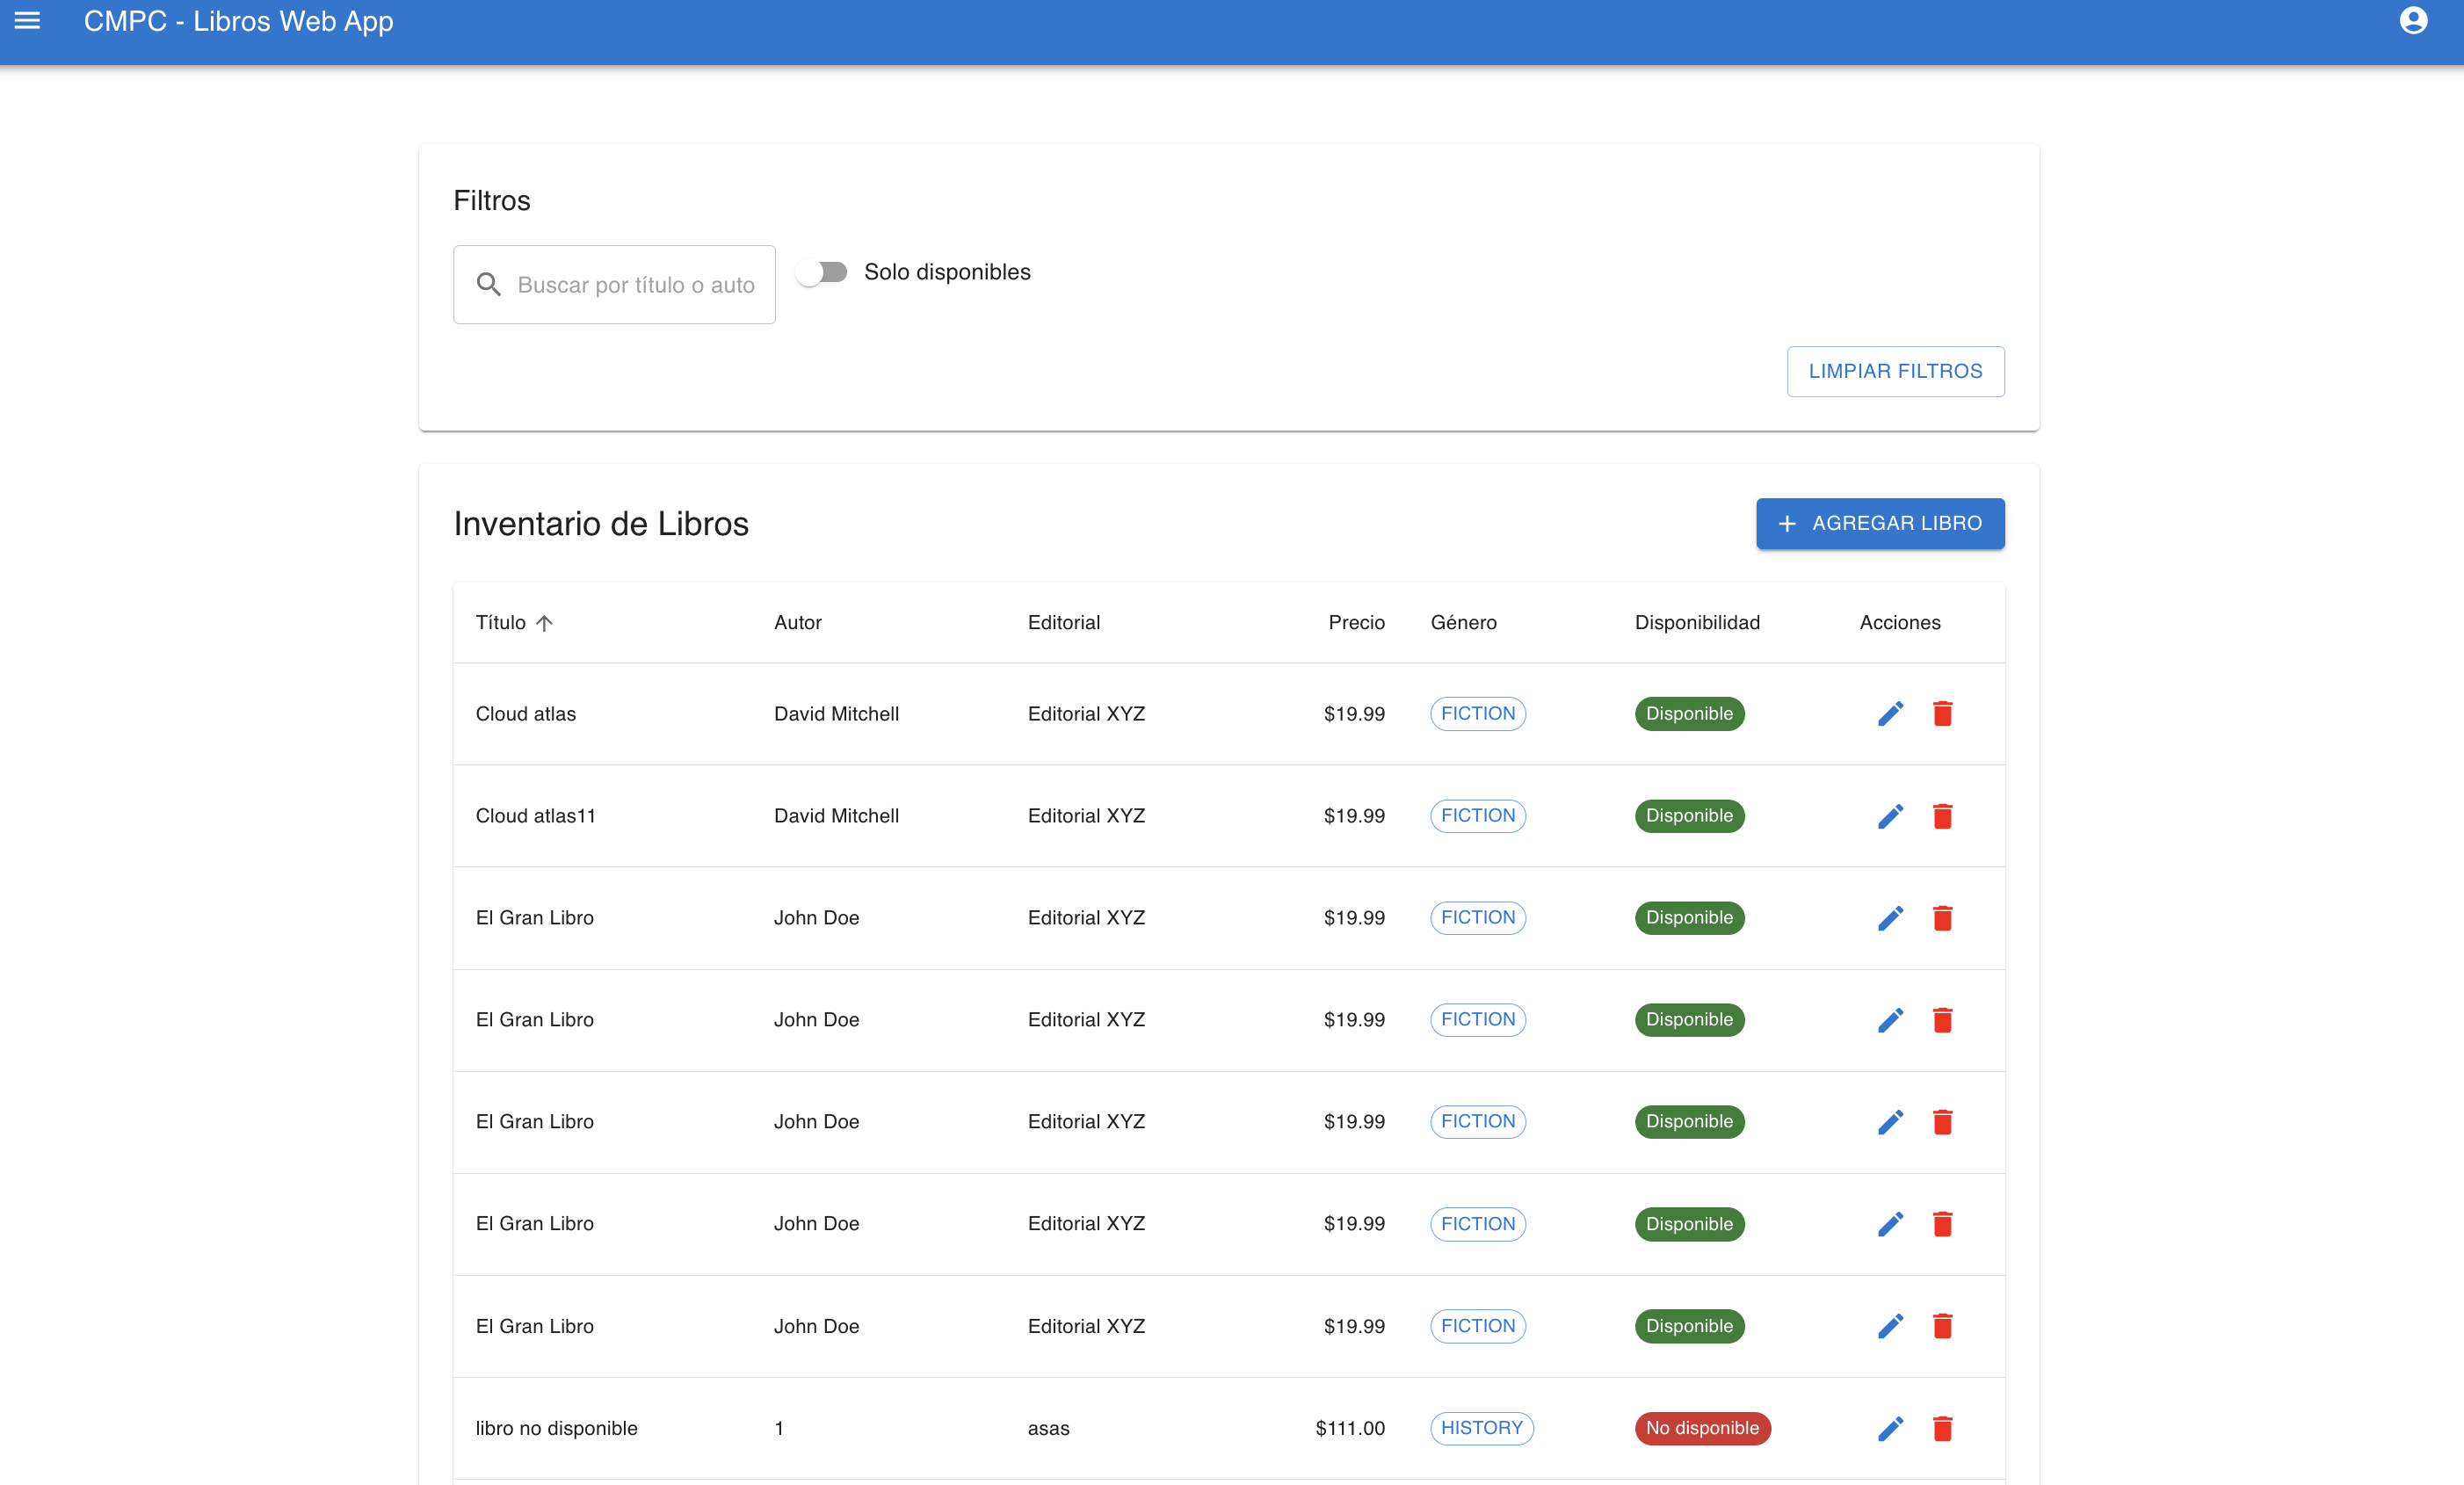 CMPC - Libros Web App
Filtros
Buscar por título o auto
Solo disponibles
LIMPIAR FILTROS
Inventario de Libros
AGREGAR LIBRO
Título Autor Editorial Precio Género Disponibilidad Acciones
Cloud atlas David Mitchell Editorial XYZ $19.99 FICTION Disponible
Cloud atlas11 David Mitchell Editorial XYZ $19.99 FICTION Disponible
El Gran Libro John Doe Editorial XYZ $19.99 FICTION Disponible
El Gran Libro John Doe Editorial XYZ $19.99 FICTION Disponible
El Gran Libro John Doe Editorial XYZ $19.99 FICTION Disponible
El Gran Libro John Doe Editorial XYZ $19.99 FICTION Disponible
El Gran Libro John Doe Editorial XYZ $19.99 FICTION Disponible
libro no disponible 1 asas $111.00 HISTORY No disponible